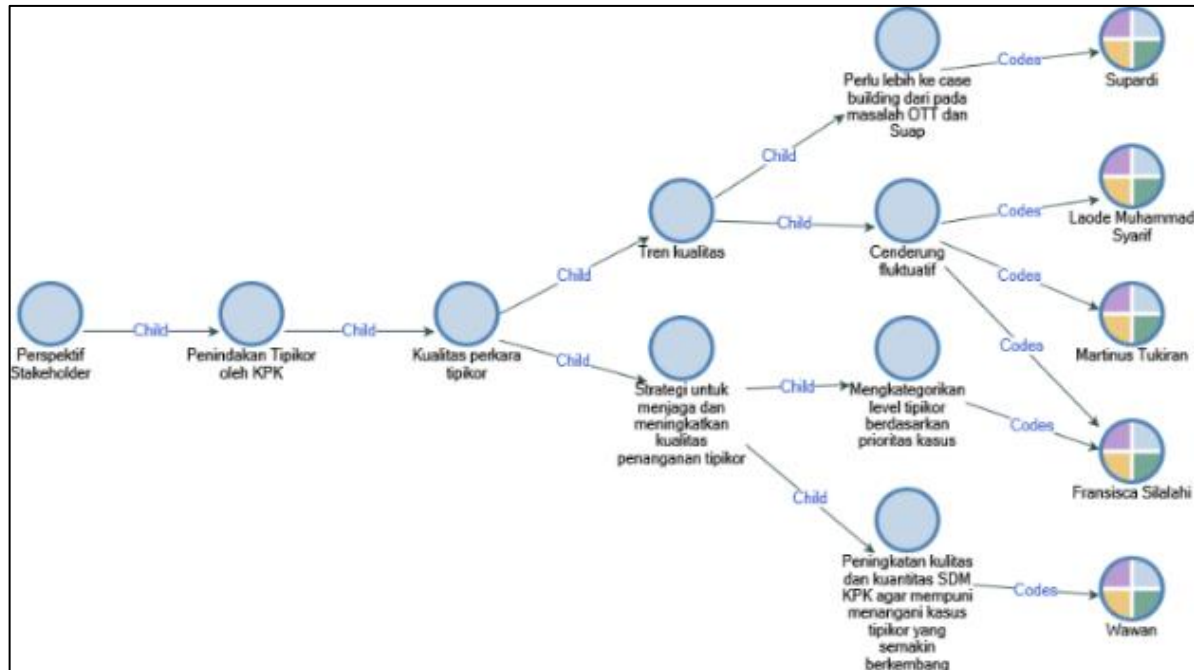 Perspektif
Stakeholder
Child
Penindakan Tipikor
oleh KPK
Child
Kualitas perkara
tipikor
Child
Child
Tren kualitas
Strategi untuk
menjaga dan
meningkatkan
kualitas
penanganan tipikor
Child
Child
Child
Child
Perlu lebih ke case
building dari pada
masalah OTT dan
Suap
Cenderung
fluktuatif
Mengkategorikan
level tipikor
berdasarkan
prioritas kasus
Peningkatan kulitas
dan kuantitas SDM
KPK agar mempuni
menangani kasus
tipikor yang
semakin
berkembang
Codes
Codes
Codes
Codes
Codes
Codes
Supardi
Laode Muhammad
Syarif
Martinus Tukiran
Fransisca Silalahi
Wawan